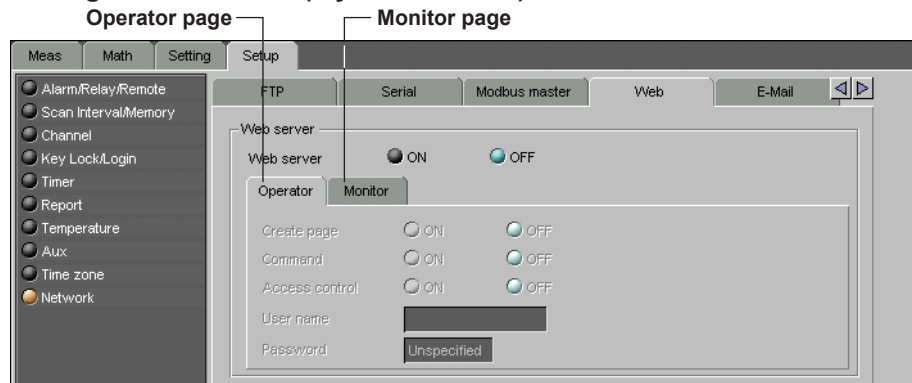 Operator page
Monitor page
Meas Math Setting Setup
Alarm/Relay/Remote
Scan Interval/Memory
Channel
Key Lock/Login
Timer
Report
Temperature
Aux
Time zone
Network
FTP Serial Modbus master Web E-Mail
Web server
Web server ON OFF
Operator Monitor
Create page ON OFF
Command ON OFF
Access control ON OFF
User name
Password Unspecified